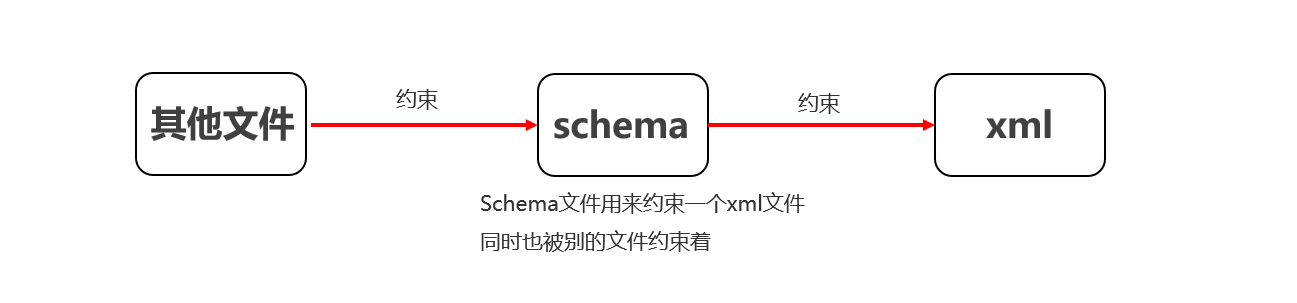 约束
约束
其他文件
schema
xml
Schema文件用来约束一个xml文件
同时也被别的文件约束着